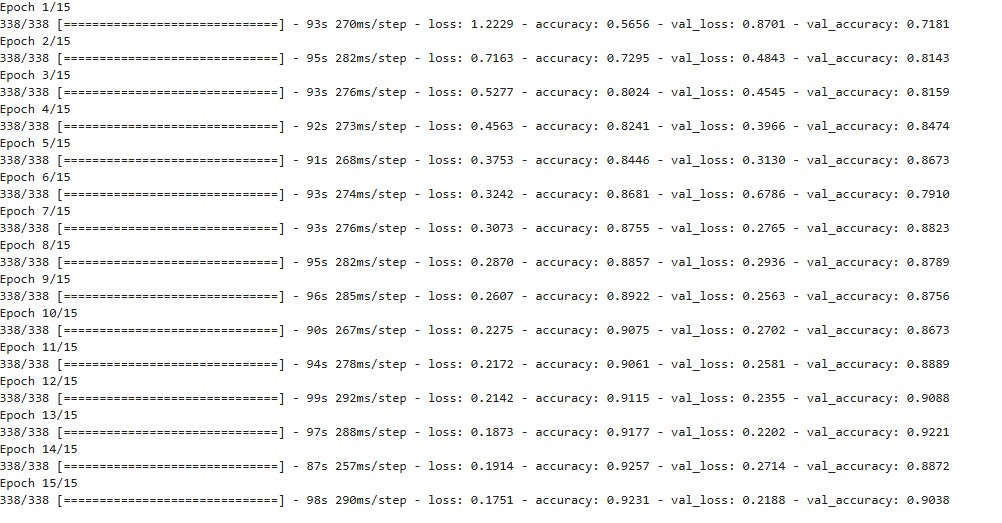 Epoch 1/15
338/338 [==============================] - 93s 270ms/step - loss: 1.2229 - accuracy: 0.5656 - val_loss: 0.8701 - val_accuracy: 0.7181
Epoch 2/15
338/338 [==============================] - 95s 282ms/step - loss: 0.7163 - accuracy: 0.7295 - val_loss: 0.4843 - val_accuracy: 0.8143
Epoch 3/15
338/338 [==============================] - 93s 276ms/step - loss: 0.5277 - accuracy: 0.8024 - val_loss: 0.4545 - val_accuracy: 0.8159
Epoch 4/15
338/338 [==============================] - 92s 273ms/step - loss: 0.4563 - accuracy: 0.8241 - val_loss: 0.3966 - val_accuracy: 0.8474
Epoch 5/15
338/338 [==============================] - 91s 268ms/step - loss: 0.3753 - accuracy: 0.8446 - val_loss: 0.3130 - val_accuracy: 0.8673
Epoch 6/15
338/338 [==============================] - 93s 274ms/step - loss: 0.3242 - accuracy: 0.8681 - val_loss: 0.6786 - val_accuracy: 0.7910
Epoch 7/15
338/338 [==============================] - 93s 276ms/step - loss: 0.3073 - accuracy: 0.8755 - val_loss: 0.2765 - val_accuracy: 0.8823
Epoch 8/15
338/338 [==============================] - 95s 282ms/step - loss: 0.2870 - accuracy: 0.8857 - val_loss: 0.2936 - val_accuracy: 0.8789
Epoch 9/15
338/338 [==============================] - 96s 285ms/step - loss: 0.2607 - accuracy: 0.8922 - val_loss: 0.2563 - val_accuracy: 0.8756
Epoch 10/15
338/338 [==============================] - 90s 267ms/step - loss: 0.2275 - accuracy: 0.9075 - val_loss: 0.2702 - val_accuracy: 0.8673
Epoch 11/15
338/338 [==============================] - 94s 278ms/step - loss: 0.2172 - accuracy: 0.9061 - val_loss: 0.2581 - val_accuracy: 0.8889
Epoch 12/15
338/338 [==============================] - 99s 292ms/step - loss: 0.2142 - accuracy: 0.9115 - val_loss: 0.2355 - val_accuracy: 0.9088
Epoch 13/15
338/338 [==============================] - 97s 288ms/step - loss: 0.1873 - accuracy: 0.9177 - val_loss: 0.2202 - val_accuracy: 0.9221
Epoch 14/15
338/338 [==============================] - 87s 257ms/step - loss: 0.1914 - accuracy: 0.9257 - val_loss: 0.2714 - val_accuracy: 0.8872
Epoch 15/15
338/338 [==============================] - 98s 290ms/step - loss: 0.1751 - accuracy: 0.9231 - val_loss: 0.2188 - val_accuracy: 0.9038